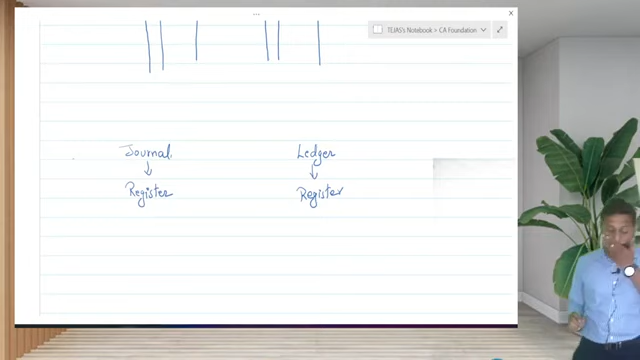 TEJAS's Notebook > CA Foundation
Journal. Ledger
Register Register